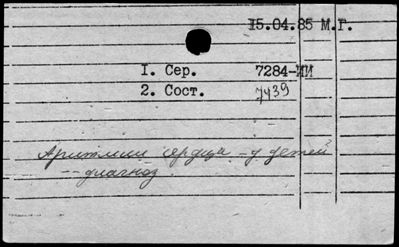 15.04.85 М.Г.
I. Сер. 7284-ИИ
2. Сост. 7439
Аритмии сердца - у детей
-- диагноз